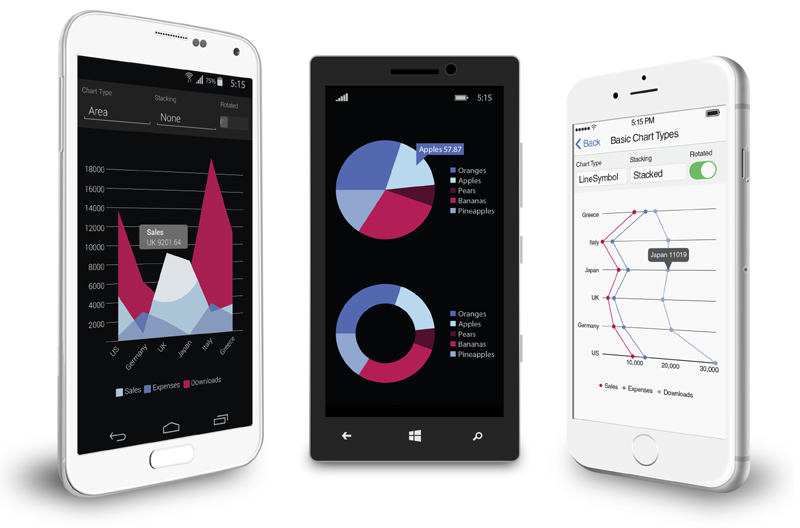 75% 5:15
Chart Type
Stacking
Rotated
Area
None
18000
16000
14000
12000
10000
8000
6000
4000
2000
Sales
UK 9201.64
US
Germany
UK
Japan
Italy
Greece
Sales Expenses Downloads
5:15
Apples 57.87
Oranges
Apples
Pears
Bananas
Pineapples
Oranges
Apples
Pears
Bananas
Pineapples
5:15 PM
Back Basic Chart Types
Chart Type Stacking Rotated
LineSymbol Stacked
Greece
Italy
Japan 11019
Japan
UK
Germany
US
10,000 20,000 30,000
Sales Expenses Downloads